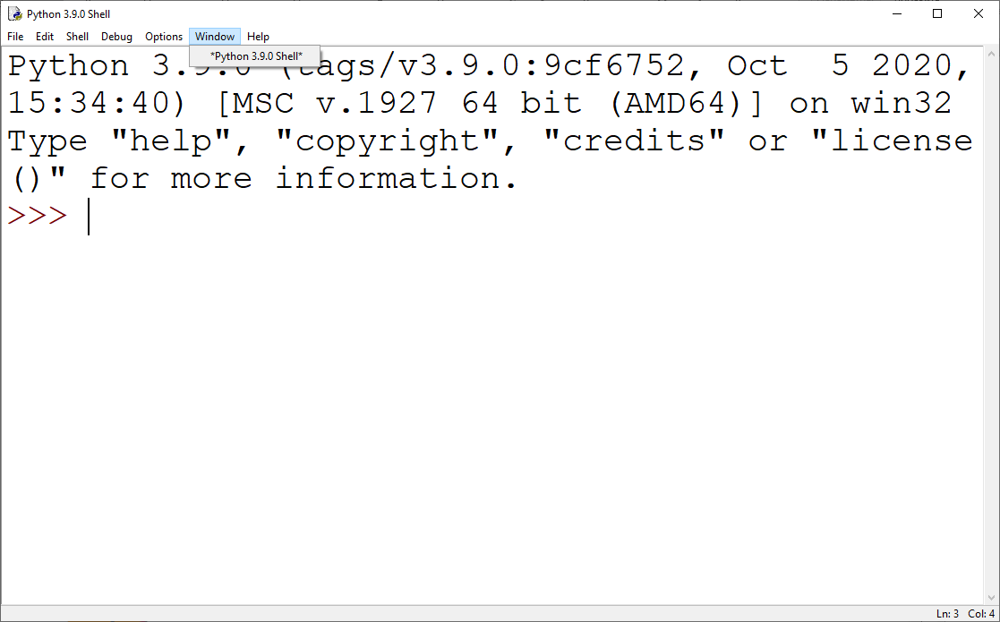 Python 3.9.0 Shell
File Edit Shell Debug Options Window Help
*Python 3.9.0 Shell*
Python 3.9.0 (tags/v3.9.0:9cf6752, Oct  5 2020,
15:34:40) [MSC v.1927 64 bit (AMD64)] on win32
Type "help", "copyright", "credits" or "license
()" for more information.
>>>
Ln: 3 Col: 4